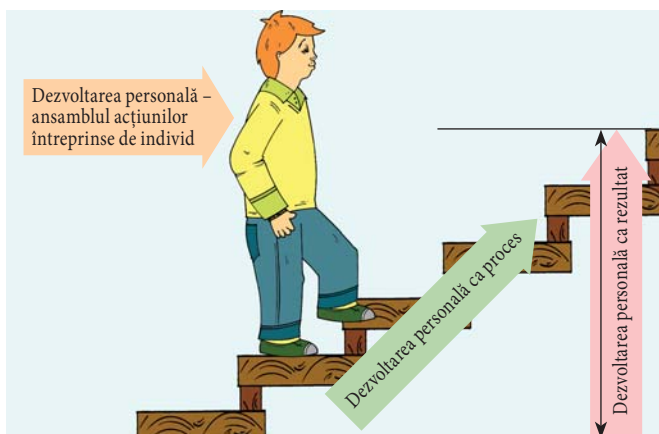 Dezvoltarea personală –
ansamblul acțiunilor
întreprinse de individ
Dezvoltarea personală ca proces
Dezvoltarea personală ca rezultat